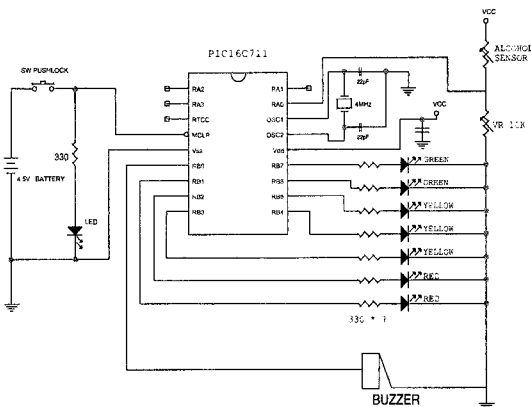 VCC
PIC16C711
ALCOHOL
SENSOR
SW PUSHLOCK
RA2
RA1
22pF
RA3
RA0
4MHz
RTCC
OSC1
VCC
MCLR
OSC2
22pF
VR 10K
330
Vss
Vdd
RB0
RB7
GREEN
4.5V BATTERY
RB1
RB6
GREEN
RB2
RB5
YELLOW
LED
RB3
RB4
YELLOW
YELLOW
RED
RED
330 * 7
BUZZER